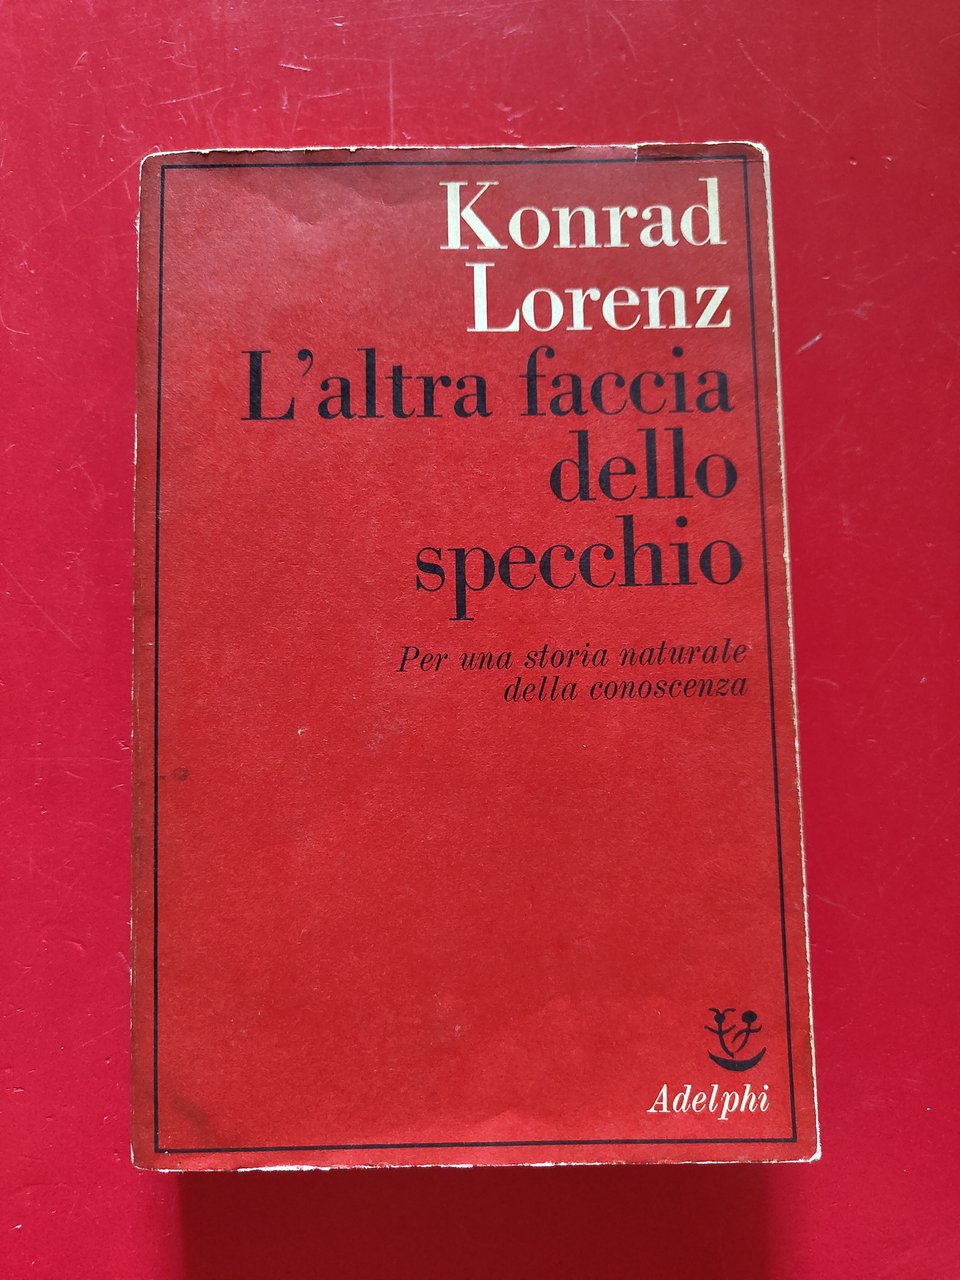 Konrad
Lorenz
L'altra faccia
dello
specchio
Per una storia naturale
della conoscenza
Adelphi